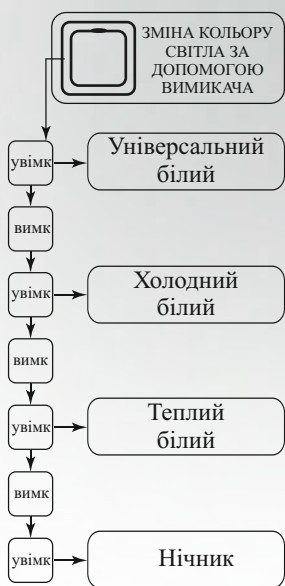 ЗМІНА КОЛЬОРУ
СВІТЛА ЗА
ДОПОМОГОЮ
ВИМИКАЧА
увімк
Універсальний
білий
вимк
увімк
Холодний
білий
вимк
увімк
Теплий
білий
вимк
увімк
Нічник